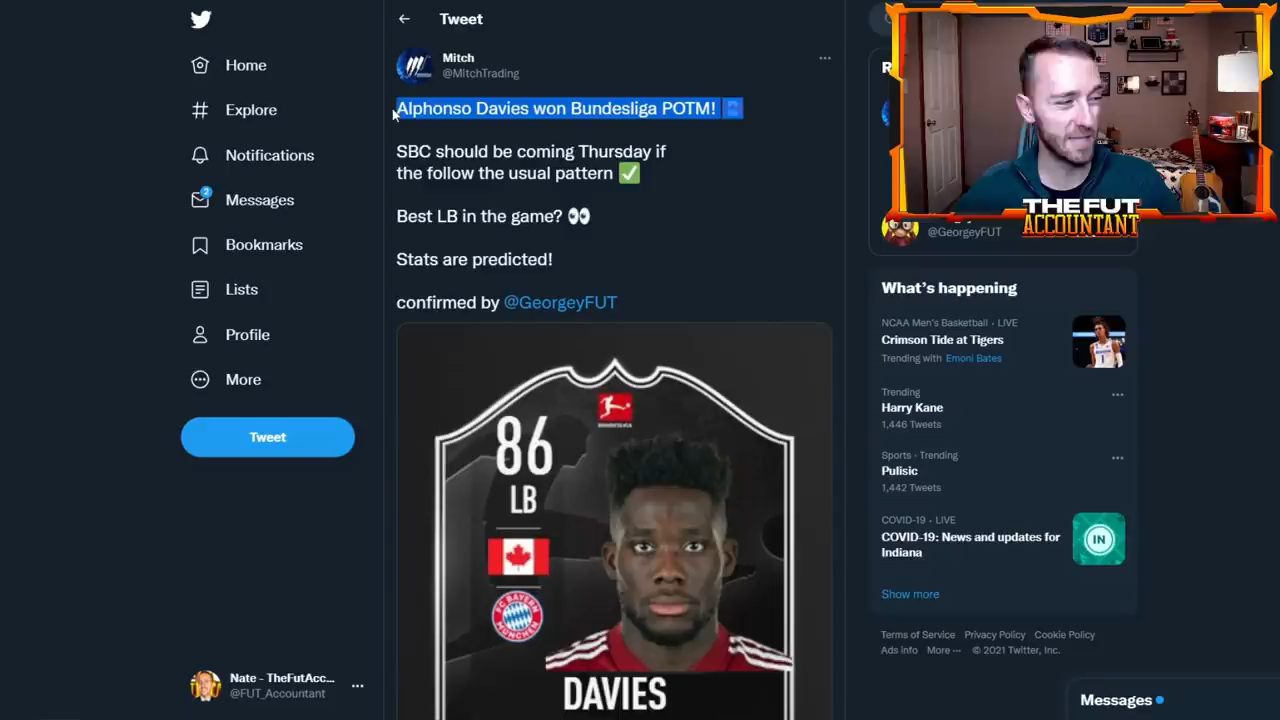 Tweet
Home
Explore
Notifications
2
Messages
Bookmarks
Lists
Profile
More
Tweet
Nate - TheFutAcc...
@FUT_Accountant
Mitch
@MitchTrading
Alphonso Davies won Bundesliga POTM!
SBC should be coming Thursday if
the follow the usual pattern ✅
Best LB in the game? 👀
Stats are predicted!
confirmed by @GeorgeyFUT
BUNDESLIGA
86
LB
FC BAYERN
MÜNCHEN
DAVIES
THE FUT
ACCOUNTANT
@GeorgeyFUT
What's happening
NCAA Men's Basketball · LIVE
Crimson Tide at Tigers
Trending with Emoni Bates
Trending
Harry Kane
1,446 Tweets
Sports · Trending
Pulisic
1,442 Tweets
COVID-19 · LIVE
COVID-19: News and updates for
Indiana
IN
Show more
Terms of Service Privacy Policy Cookie Policy
Ads info More ··· © 2021 Twitter, Inc.
Messages